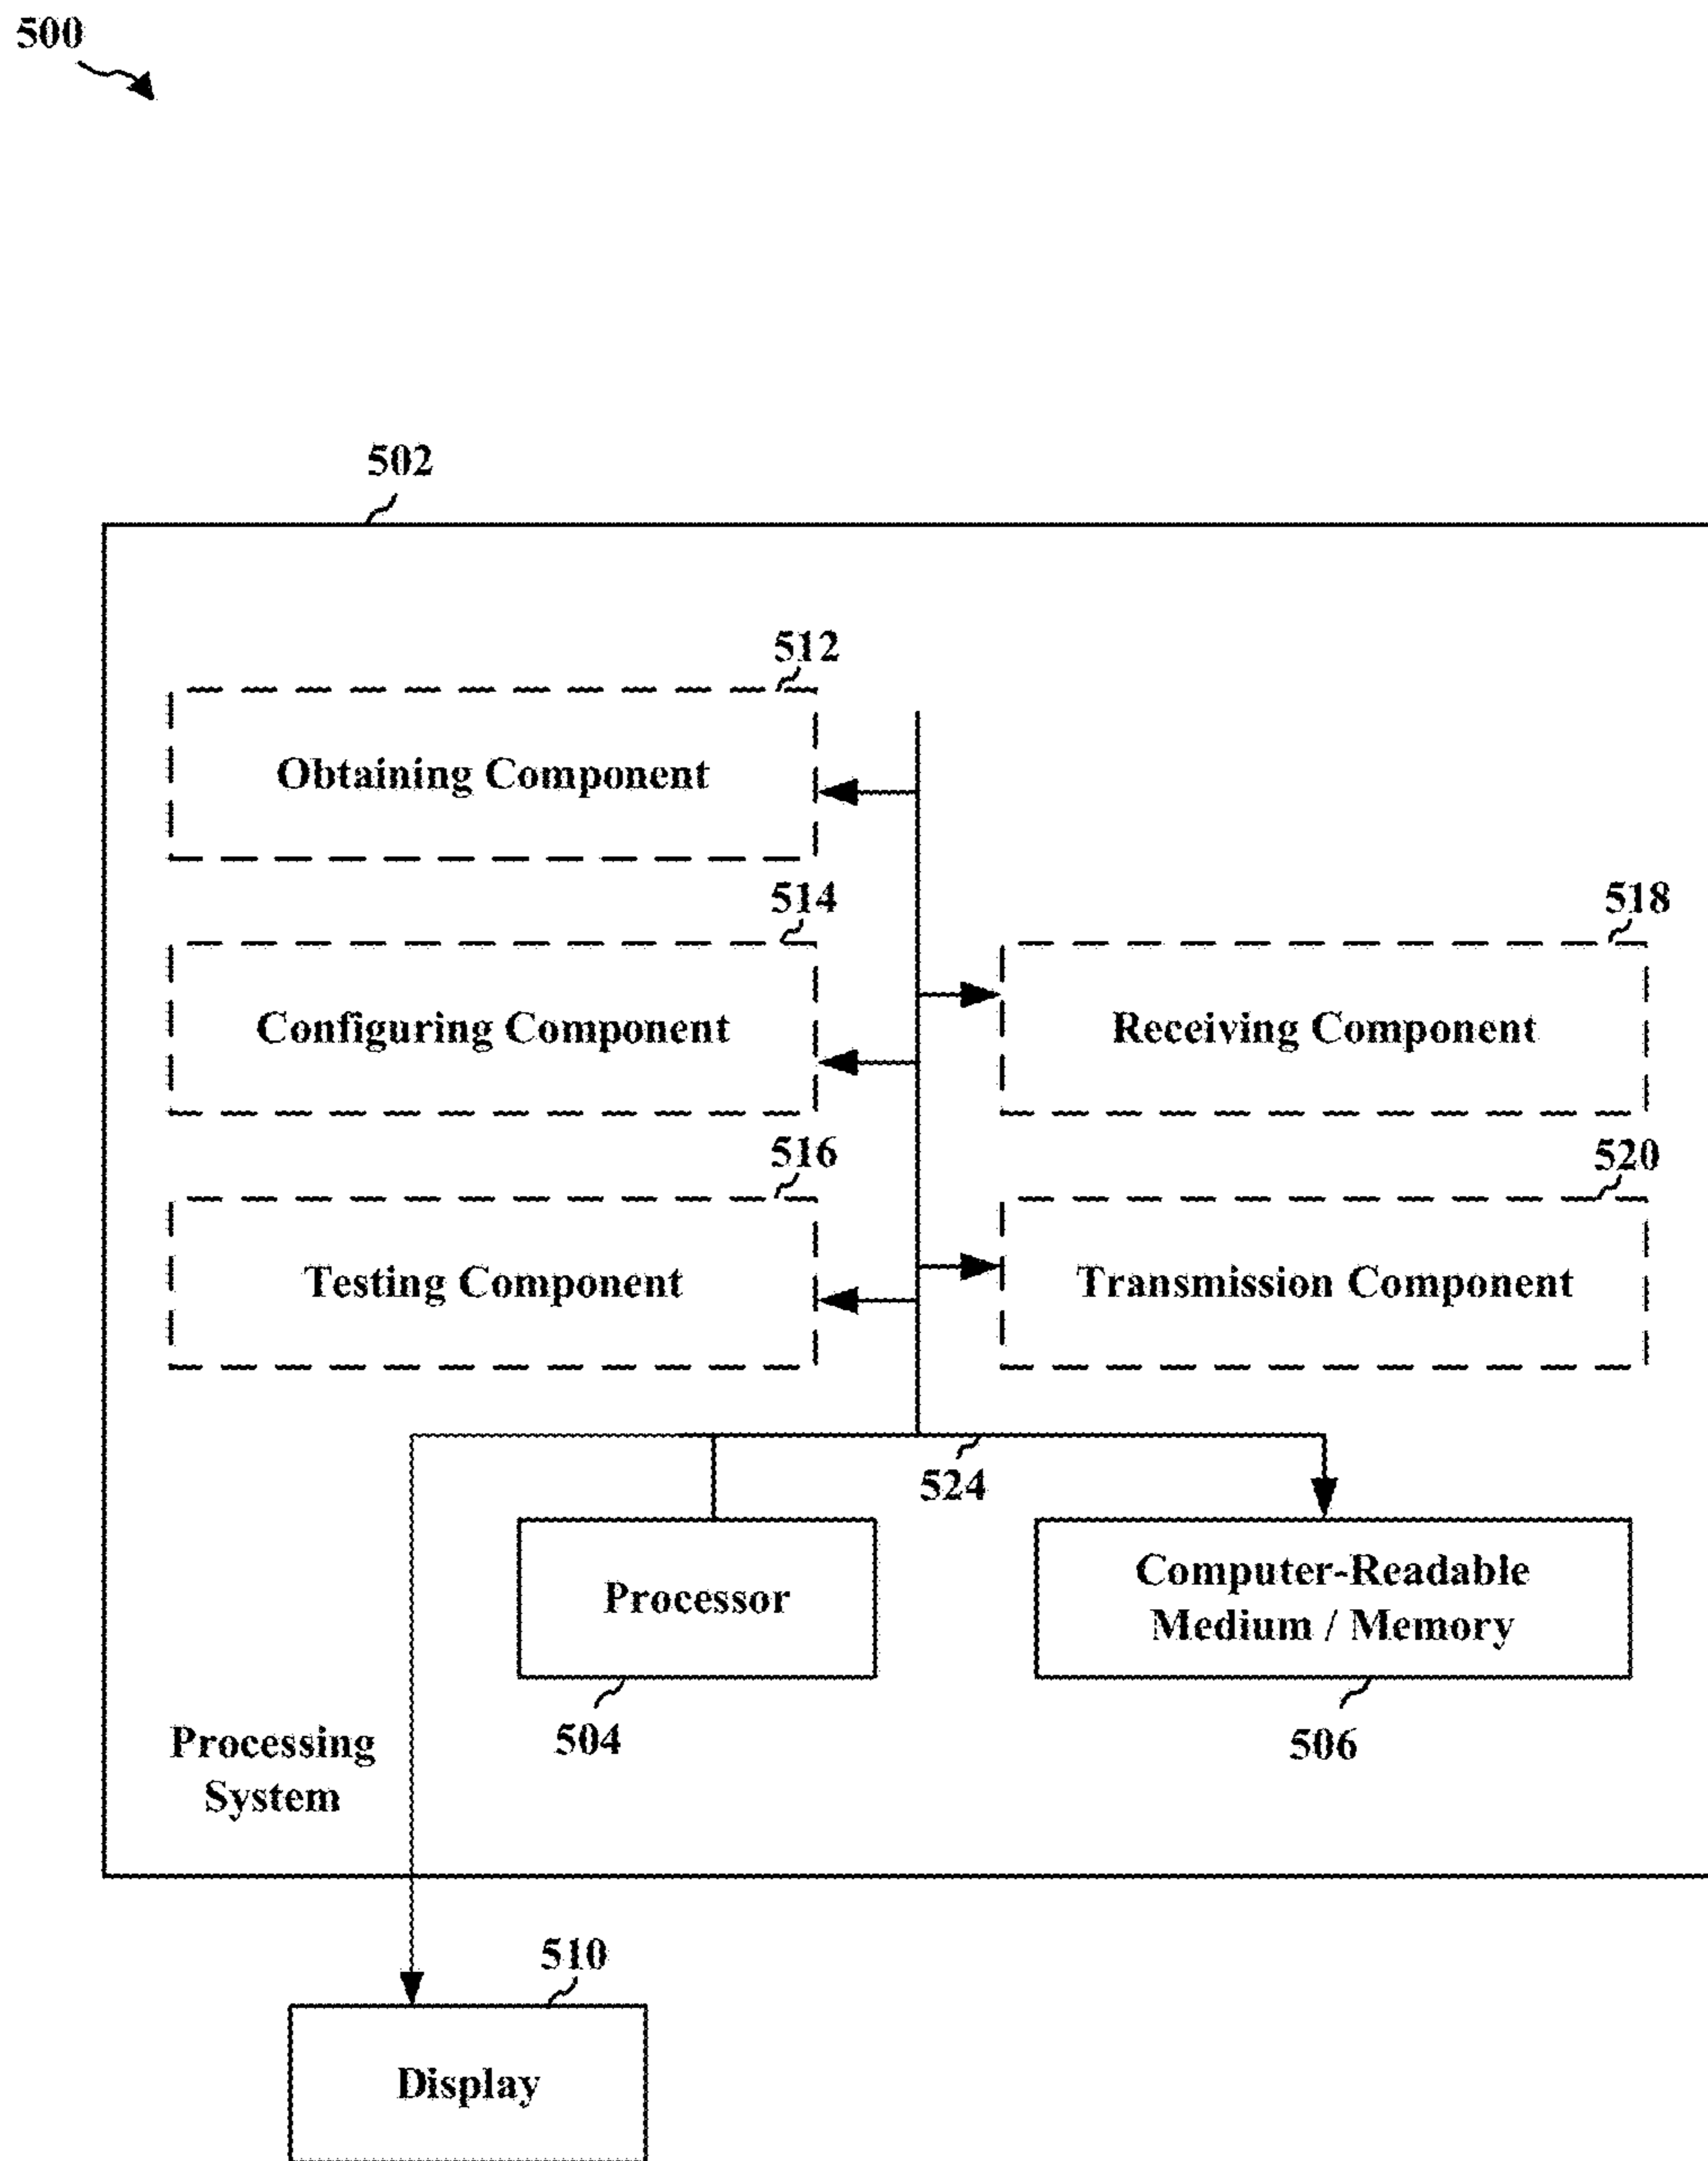 500
502
512
Obtaining Component
514
518
Configuring Component
Receiving Component
516
520
Testing Component
Transmission Component
524
Processor
Computer-Readable
Medium / Memory
504
506
Processing
System
510
Display